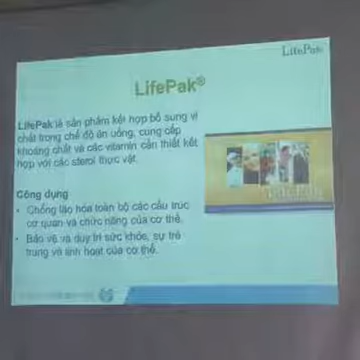 LifePak
LifePak®
LifePak là sản phẩm kết hợp bổ sung vi
chất trong chế độ ăn uống, cung cấp
khoáng chất và các vitamin cần thiết kết
hợp với các sterol thực vật.
Công dụng
• Chống lão hóa toàn bộ các cấu trúc
cơ quan và chức năng của cơ thể.
• Bảo vệ và duy trì sức khỏe, sự trẻ
trung và linh hoạt của cơ thể.
LifePak